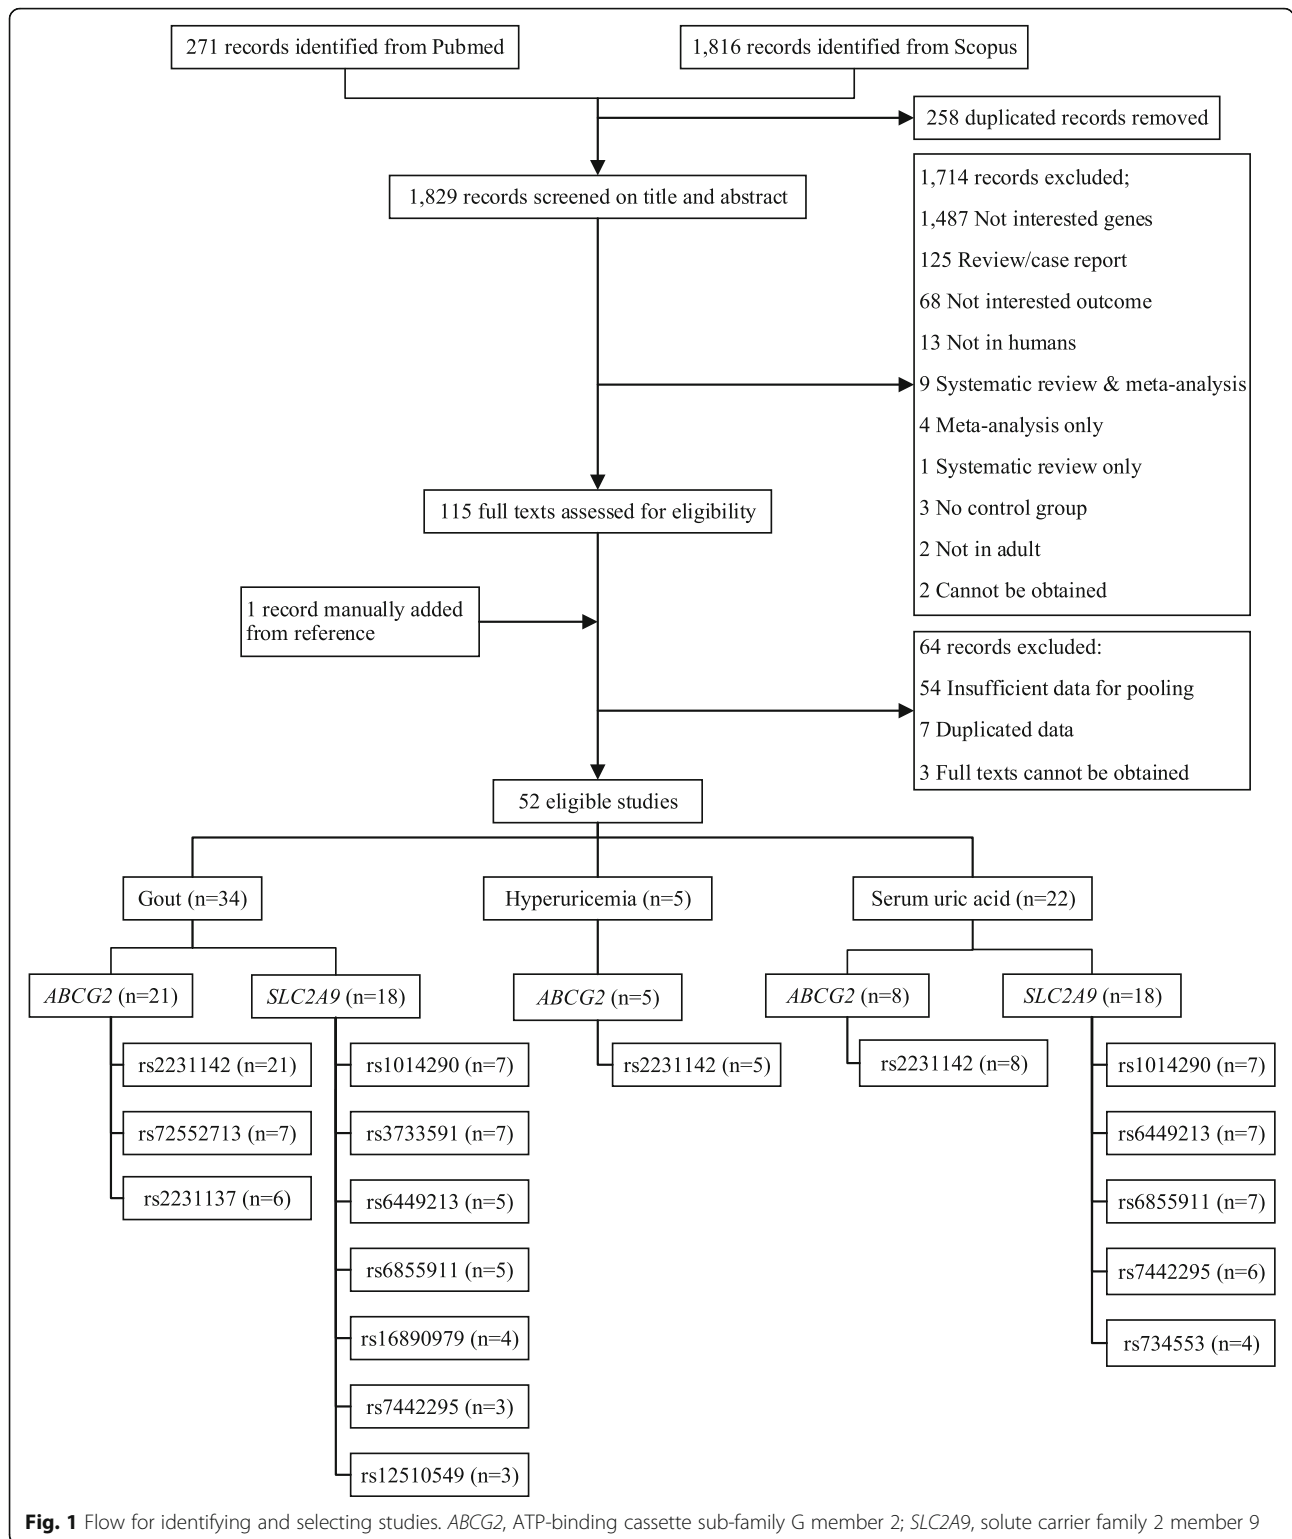 271 records identified from Pubmed
1,816 records identified from Scopus
258 duplicated records removed
1,829 records screened on title and abstract
1,714 records excluded;
1,487 Not interested genes
125 Review/case report
68 Not interested outcome
13 Not in humans
9 Systematic review & meta-analysis
4 Meta-analysis only
1 Systematic review only
3 No control group
2 Not in adult
2 Cannot be obtained
115 full texts assessed for eligibility
1 record manually added
from reference
64 records excluded:
54 Insufficient data for pooling
7 Duplicated data
3 Full texts cannot be obtained
52 eligible studies
Gout (n=34)
Hyperuricemia (n=5)
Serum uric acid (n=22)
ABCG2 (n=21)
SLC2A9 (n=18)
ABCG2 (n=5)
ABCG2 (n=8)
SLC2A9 (n=18)
rs2231142 (n=21)
rs72552713 (n=7)
rs2231137 (n=6)
rs1014290 (n=7)
rs3733591 (n=7)
rs6449213 (n=5)
rs6855911 (n=5)
rs16890979 (n=4)
rs7442295 (n=3)
rs12510549 (n=3)
rs2231142 (n=5)
rs2231142 (n=8)
rs1014290 (n=7)
rs6449213 (n=7)
rs6855911 (n=7)
rs7442295 (n=6)
rs734553 (n=4)
Fig. 1 Flow for identifying and selecting studies. ABCG2, ATP-binding cassette sub-family G member 2; SLC2A9, solute carrier family 2 member 9